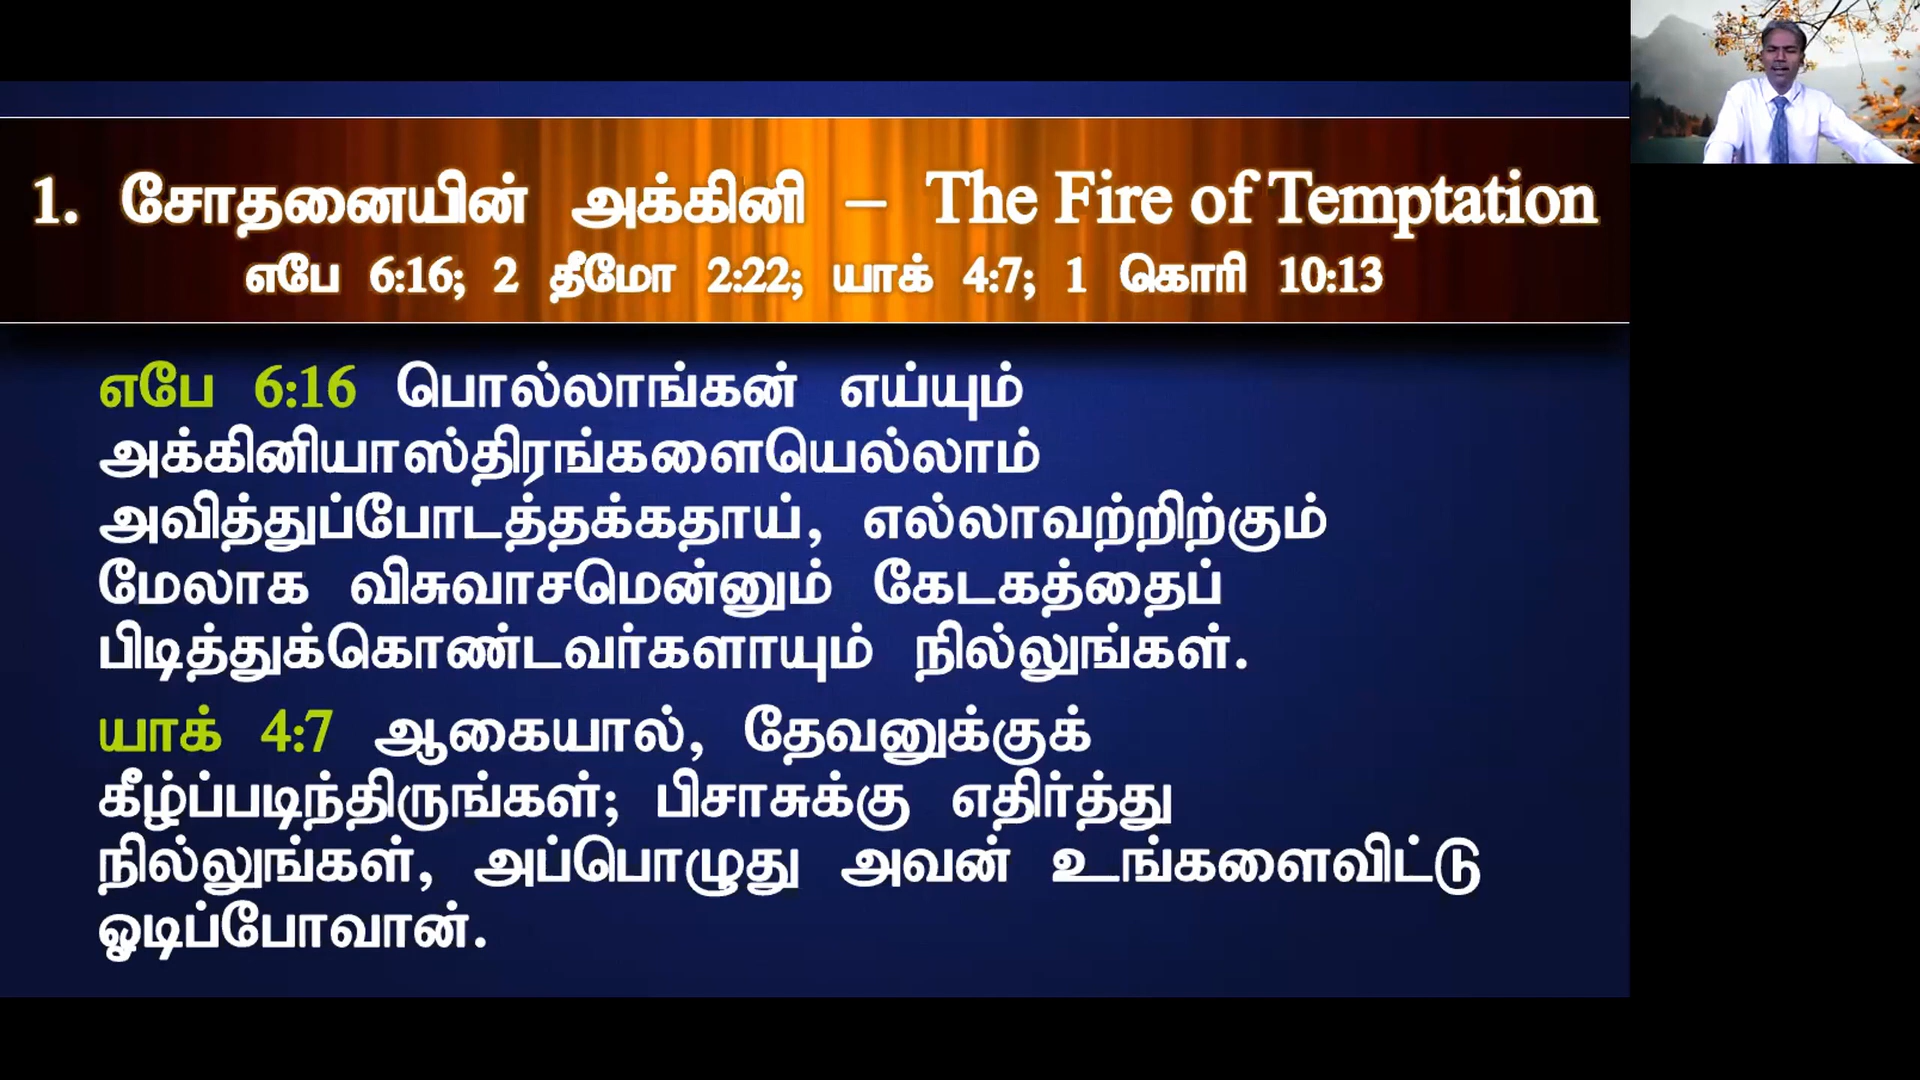 1. சோதனையின் அக்கினி – The Fire of Temptation
எபே 6:16; 2 தீமோ 2:22; யாக் 4:7; 1 கொரி 10:13
எபே 6:16 பொல்லாங்கன் எய்யும்
அக்கினியாஸ்திரங்களையெல்லாம்
அவித்துப்போடத்தக்கதாய், எல்லாவற்றிற்கும்
மேலாக விசுவாசமென்னும் கேடகத்தைப்
பிடித்துக்கொண்டவர்களாயும் நில்லுங்கள்.
யாக் 4:7 ஆகையால், தேவனுக்குக்
கீழ்ப்படிந்திருங்கள்; பிசாசுக்கு எதிர்த்து
நில்லுங்கள், அப்பொழுது அவன் உங்களைவிட்டு
ஓடிப்போவான்.